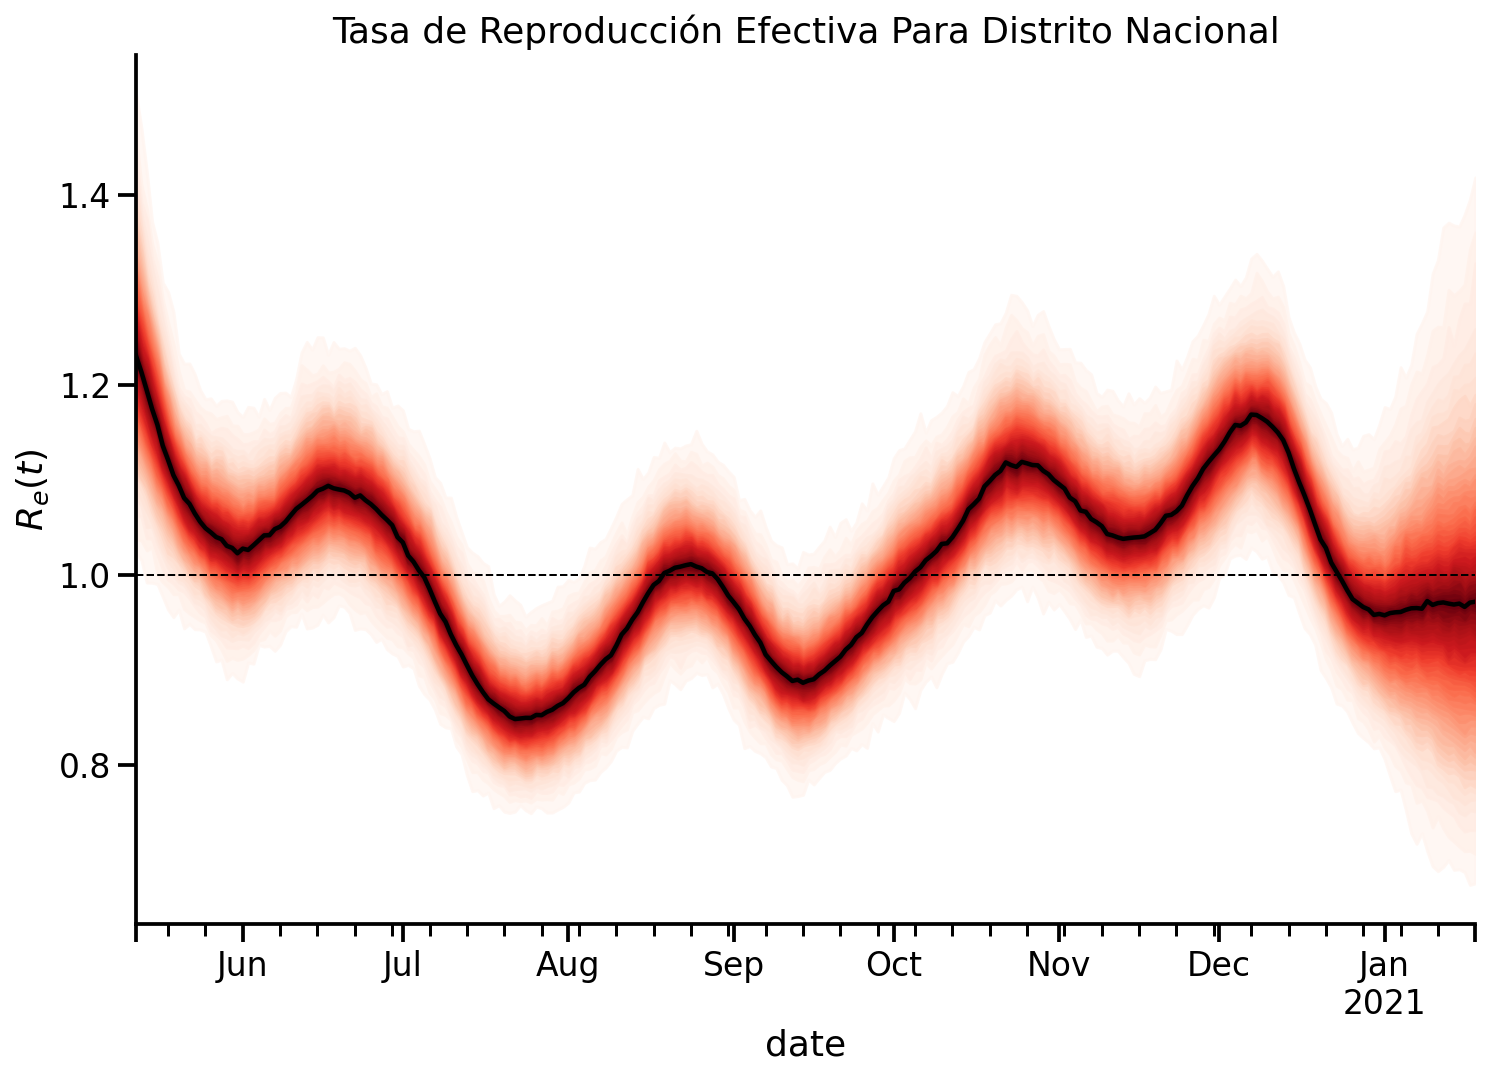 Tasa de Reproducción Efectiva Para Distrito Nacional
R_e(t)
1.4
1.2
1.0
0.8
Jun Jul Aug Sep Oct Nov Dec Jan
2021
date